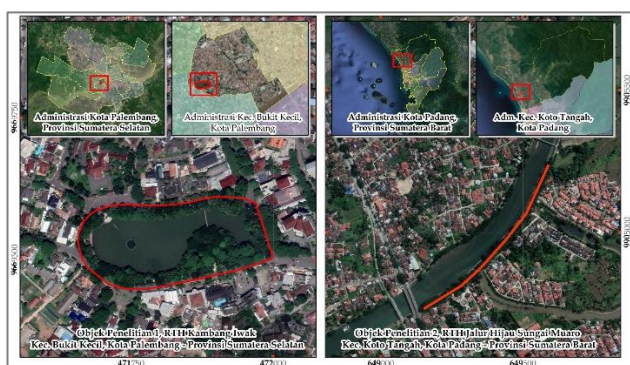 Administrasi Kota Palembang,
Provinsi Sumatera Selatan
Administrasi Kec. Bukit Kecil,
Kota Palembang
Objek Penelitian 1, RTH Kambang Iwak
Kec. Bukit Kecil, Kota Palembang - Provinsi Sumatera Selatan
471750
472000
Administrasi Kota Padang,
Provinsi Sumatera Barat
Adm. Kec. Koto Tangah,
Kota Padang
9905500
9905000
Objek Penelitian 2, RTH Jalur Hijau Sungai Muaro
Kec. Koto Tangah, Kota Padang - Provinsi Sumatera Barat
649000
649500